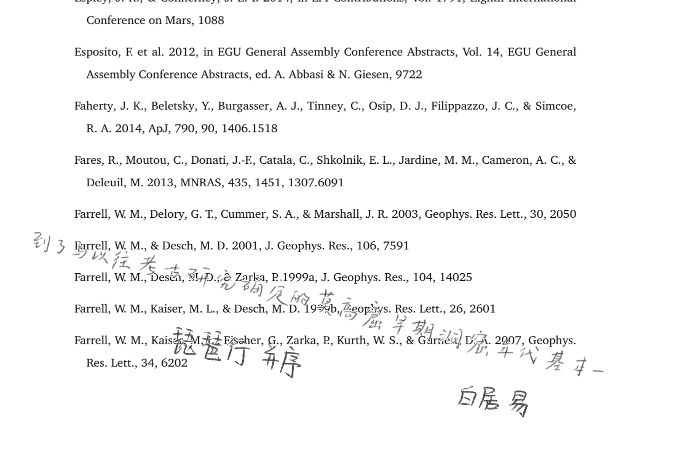 Conference on Mars, 1088
Esposito, F. et al. 2012, in EGU General Assembly Conference Abstracts, Vol. 14, EGU General
Assembly Conference Abstracts, ed. A. Abbasi & N. Giesen, 9722
Faherty, J. K., Beletsky, Y., Burgasser, A. J., Tinney, C., Osip, D. J., Filippazzo, J. C., & Simcoe,
R. A. 2014, ApJ, 790, 90, 1406.1518
Fares, R., Moutou, C., Donati, J.-F., Catala, C., Shkolnik, E. L., Jardine, M. M., Cameron, A. C., &
Deleuil, M. 2013, MNRAS, 435, 1451, 1307.6091
Farrell, W. M., Delory, G. T., Cummer, S. A., & Marshall, J. R. 2003, Geophys. Res. Lett., 30, 2050
Farrell, W. M., & Desch, M. D. 2001, J. Geophys. Res., 106, 7591
到了与以往考古研究确定的莫高窟早期洞窟年代基本一
Farrell, W. M., Desch, M. D., & Zarka, P. 1999a, J. Geophys. Res., 104, 14025
Farrell, W. M., Kaiser, M. L., & Desch, M. D. 1999b, Geophys. Res. Lett., 26, 2601
Farrell, W. M., Kaiser, M. L., Fischer, G., Zarka, P., Kurth, W. S., & Gurnett, D. A. 2007, Geophys.
Res. Lett., 34, 6202
琵琶行 并序
白居易